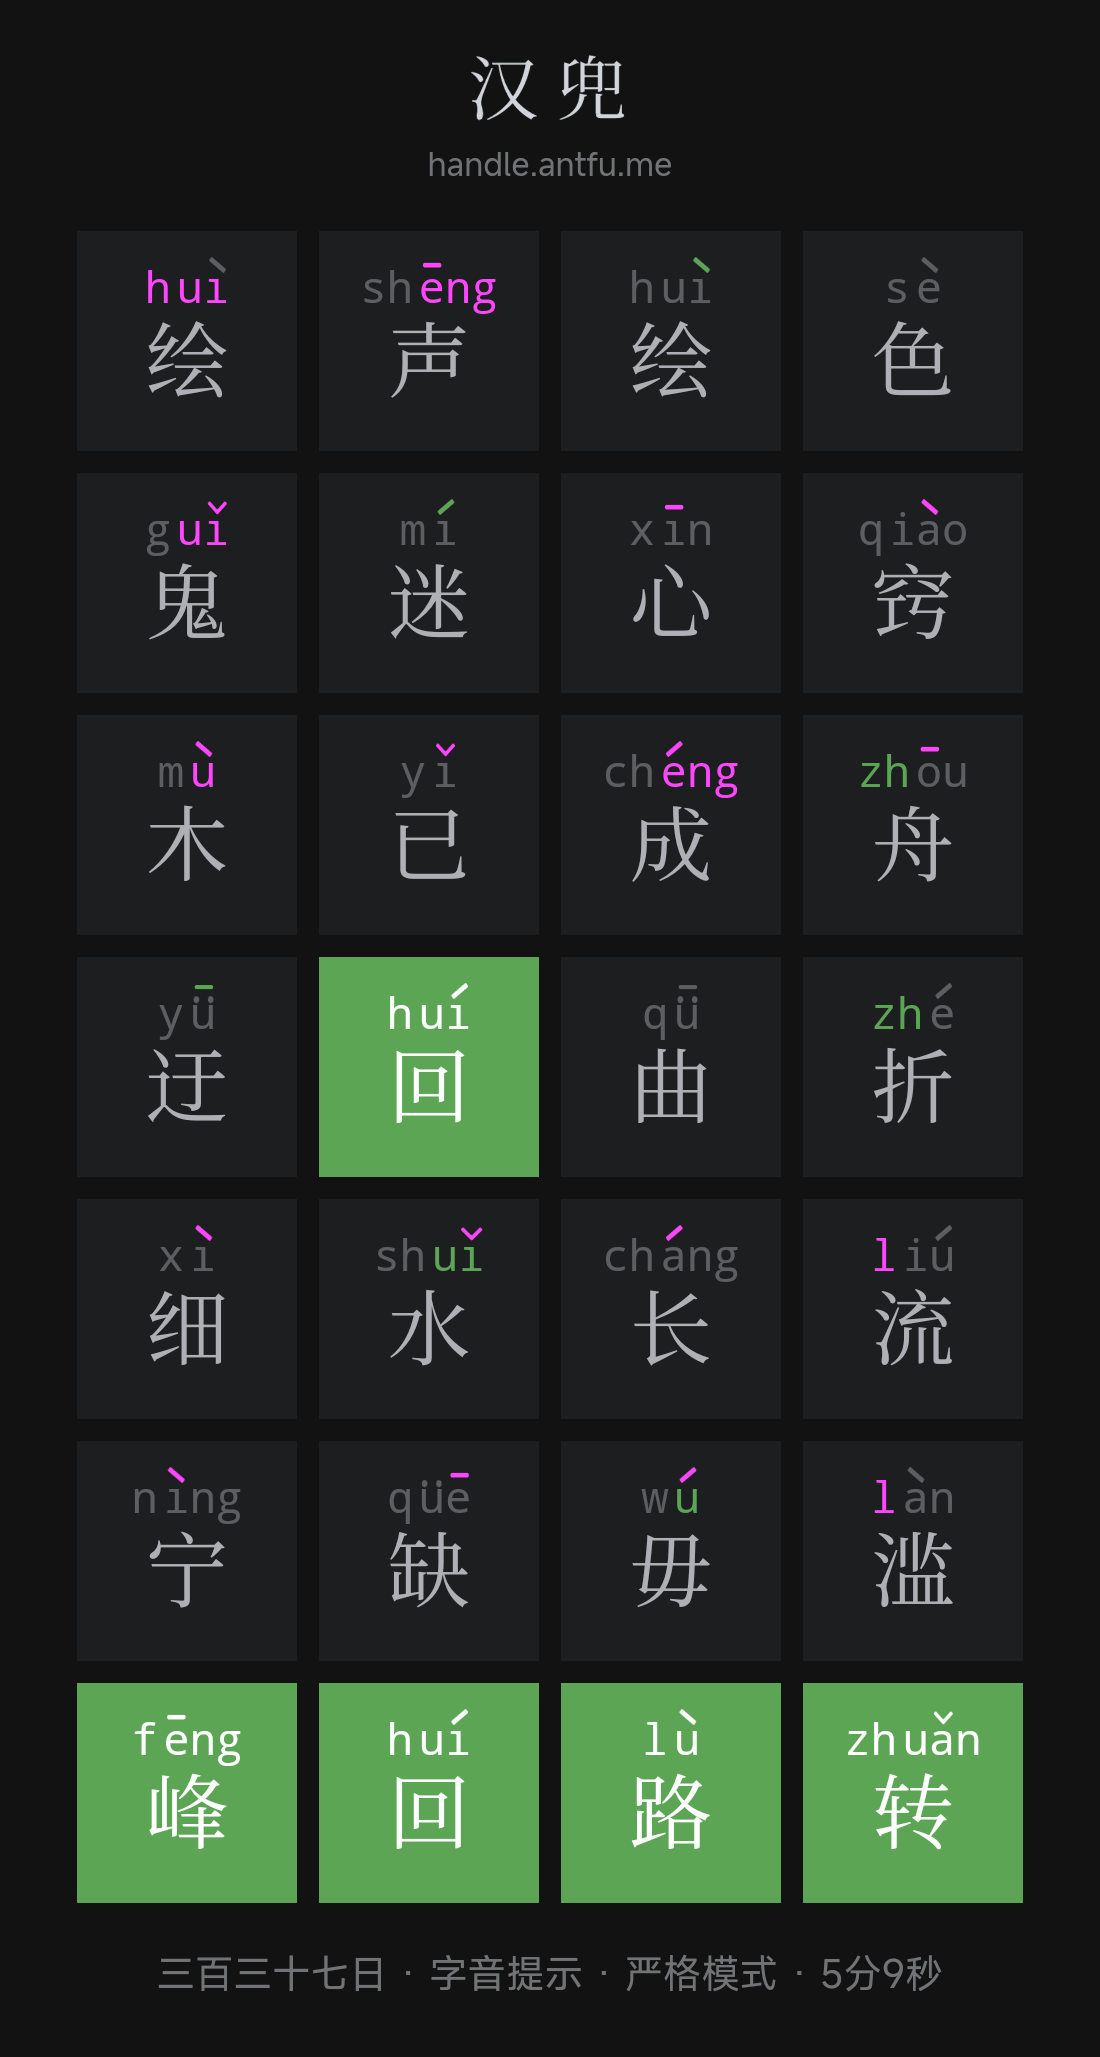 汉兜
handle.antfu.me
huì shēng huì sè
绘 声 绘 色
guǐ mí xīn qiào
鬼 迷 心 窍
mù yǐ chéng zhōu
木 已 成 舟
yǖ huí qǖ zhé
迂 回 曲 折
xì shuǐ cháng liú
细 水 长 流
nìng qüē wú làn
宁 缺 毋 滥
fēng huí lù zhuǎn
峰 回 路 转
三百三十七日 · 字音提示 · 严格模式 · 5分9秒